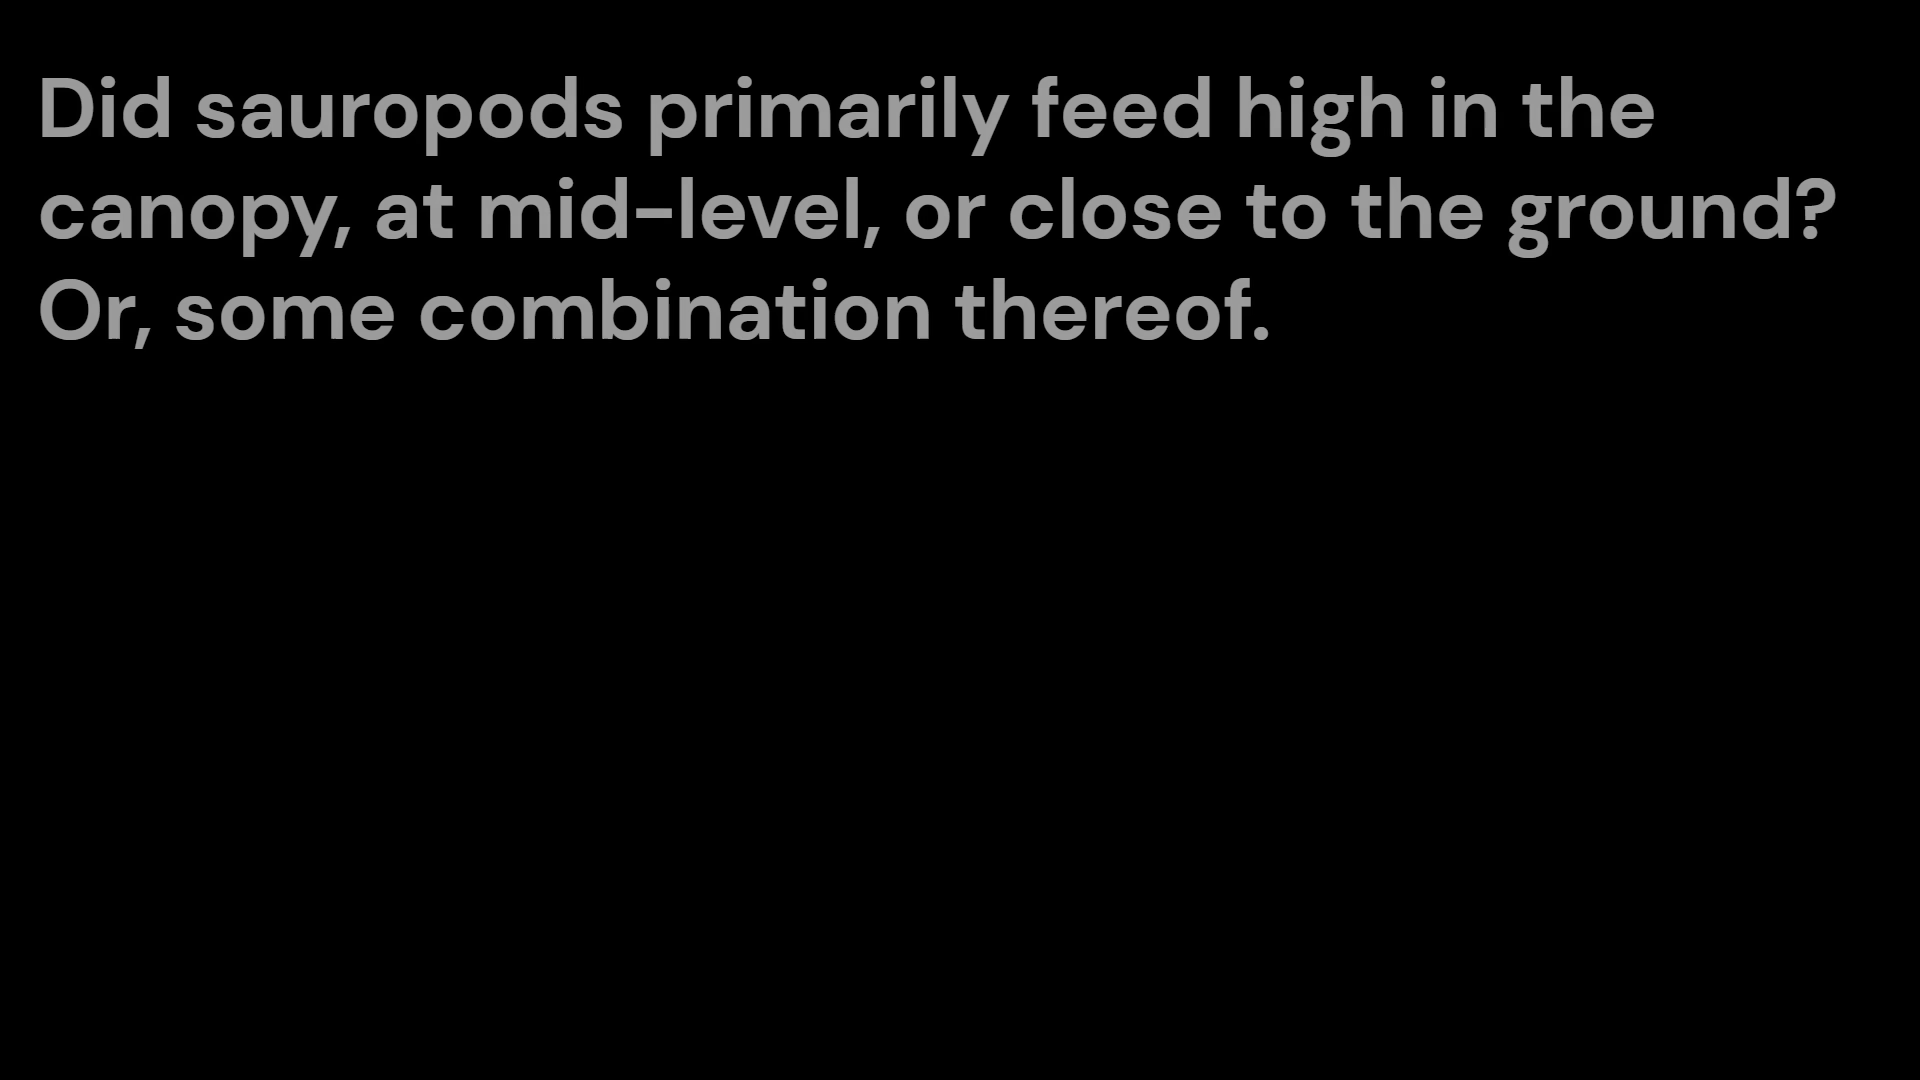 Did sauropods primarily feed high in the
canopy, at mid-level, or close to the ground?
Or, some combination thereof.